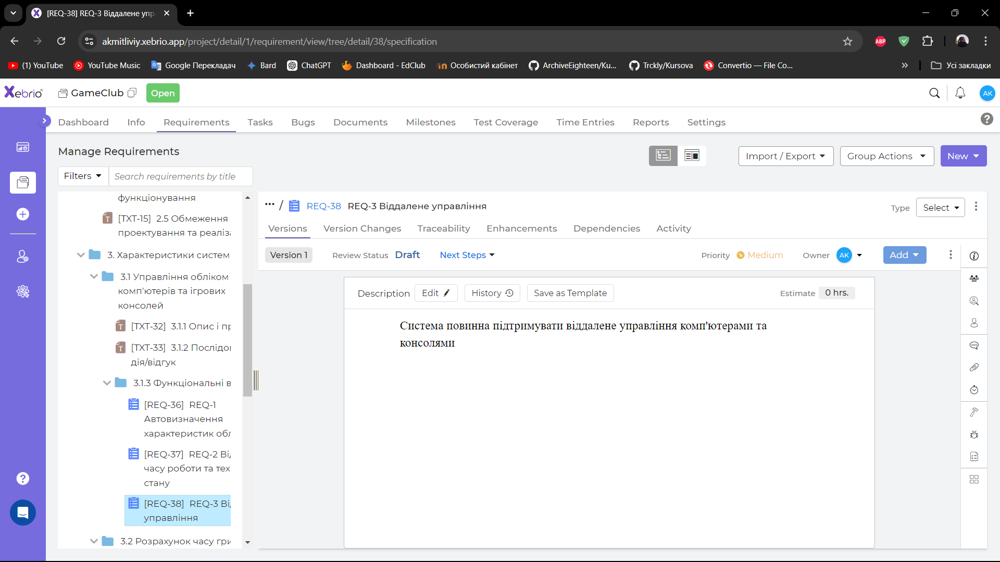 [REQ-38] REQ-3 Віддалене упр
akmitliviy.xebrio.app/project/detail/1/requirement/view/tree/detail/38/specification
ABP
(1) YouTube
YouTube Music
Google Перекладач
Bard
ChatGPT
Dashboard - EdClub
Особистий кабінет
ArchiveEighteen/Ku...
Trckly/Kursova
Convertio — File Co...
»
Усі закладки
Xebrio
GameClub
Open
AK
Dashboard
Info
Requirements
Tasks
Bugs
Documents
Milestones
Test Coverage
Time Entries
Reports
Settings
Manage Requirements
Import / Export
Group Actions
New
Filters
Search requirements by title
функціонування
[TXT-15] 2.5 Обмеження
проектування та реаліза
3. Характеристики систем
3.1 Управління обліком
комп'ютерів та ігрових
консолей
[TXT-32] 3.1.1 Опис і пр
[TXT-33] 3.1.2 Послідов
дія/відгук
3.1.3 Функціональні в
[REQ-36] REQ-1
Автовизначення
характеристик обл
[REQ-37] REQ-2 Від
часу роботи та тех
стану
[REQ-38] REQ-3 Від
управління
3.2 Розрахунок часу гри
... / REQ-38 REQ-3 Віддалене управління
Type
Select
Versions
Version Changes
Traceability
Enhancements
Dependencies
Activity
Version 1
Review Status Draft
Next Steps
Priority Medium
Owner AK
Add
Description
Edit
History
Save as Template
Estimate 0 hrs.
Система повинна підтримувати віддалене управління комп'ютерами та
консолями